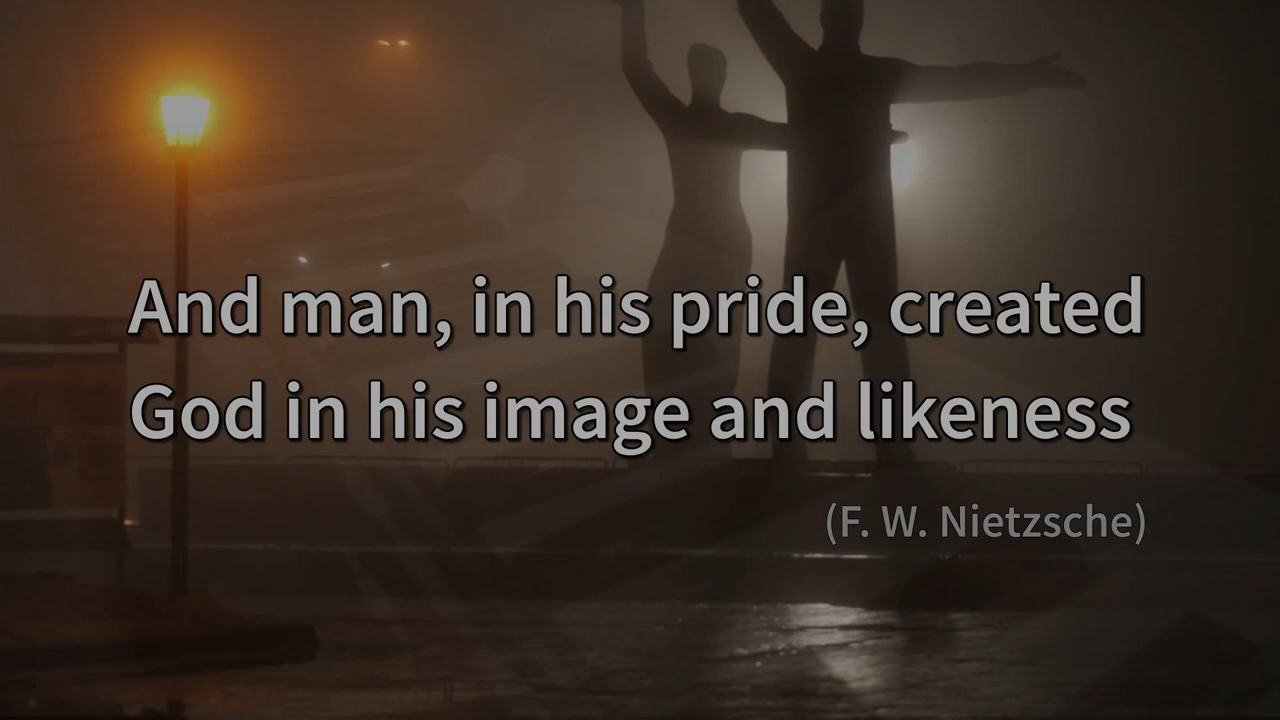 And man, in his pride, created
God in his image and likeness
(F. W. Nietzsche)